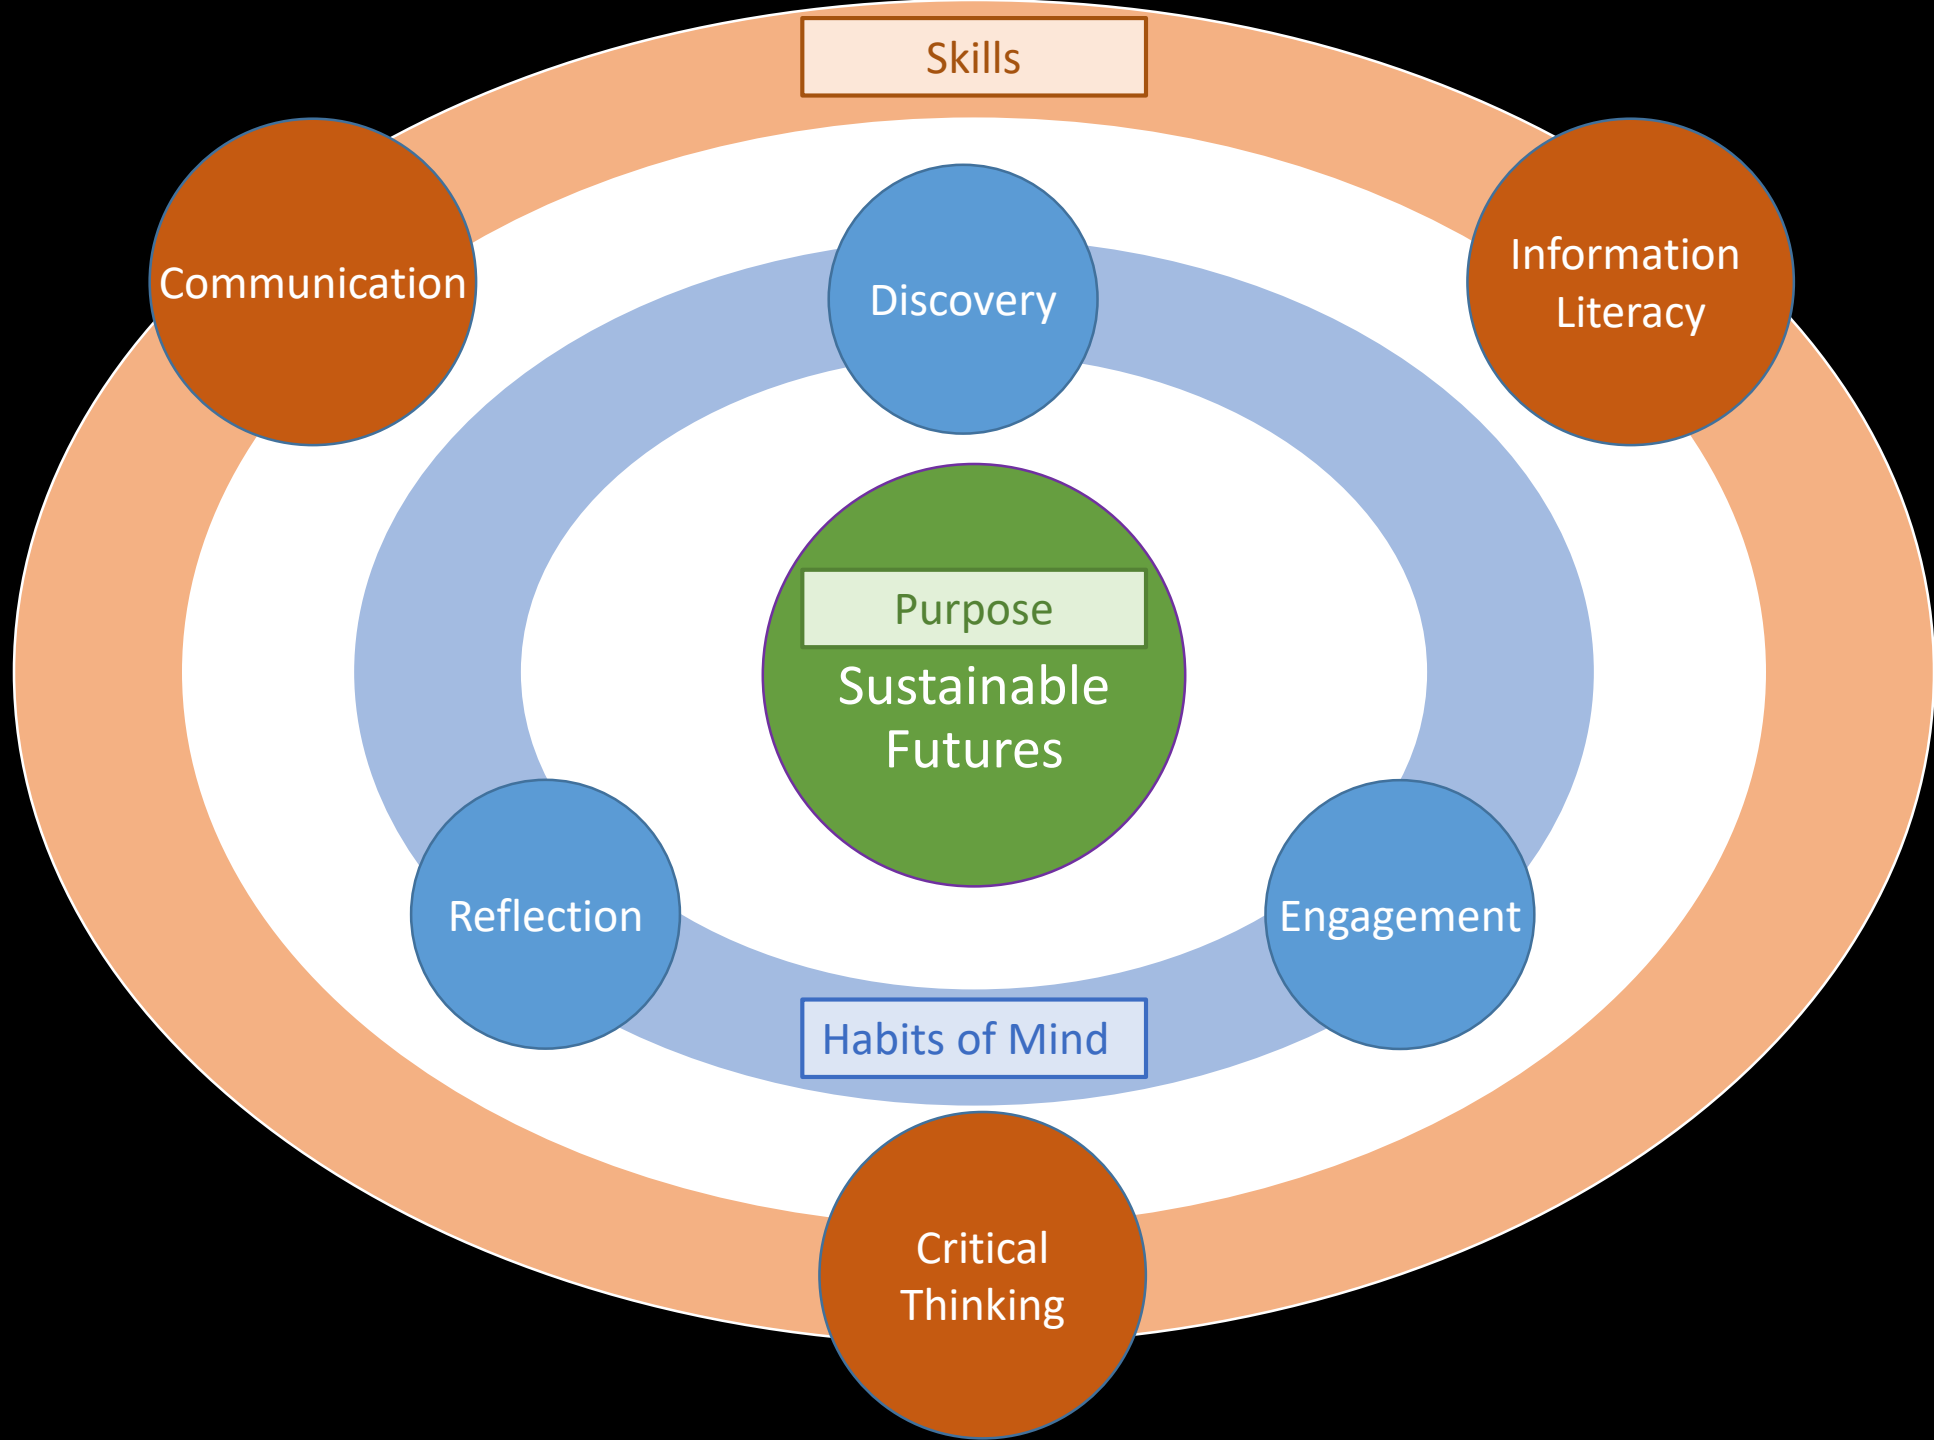 Skills
Communication
Information
Literacy
Discovery
Purpose
Sustainable
Futures
Reflection
Engagement
Habits of Mind
Critical
Thinking